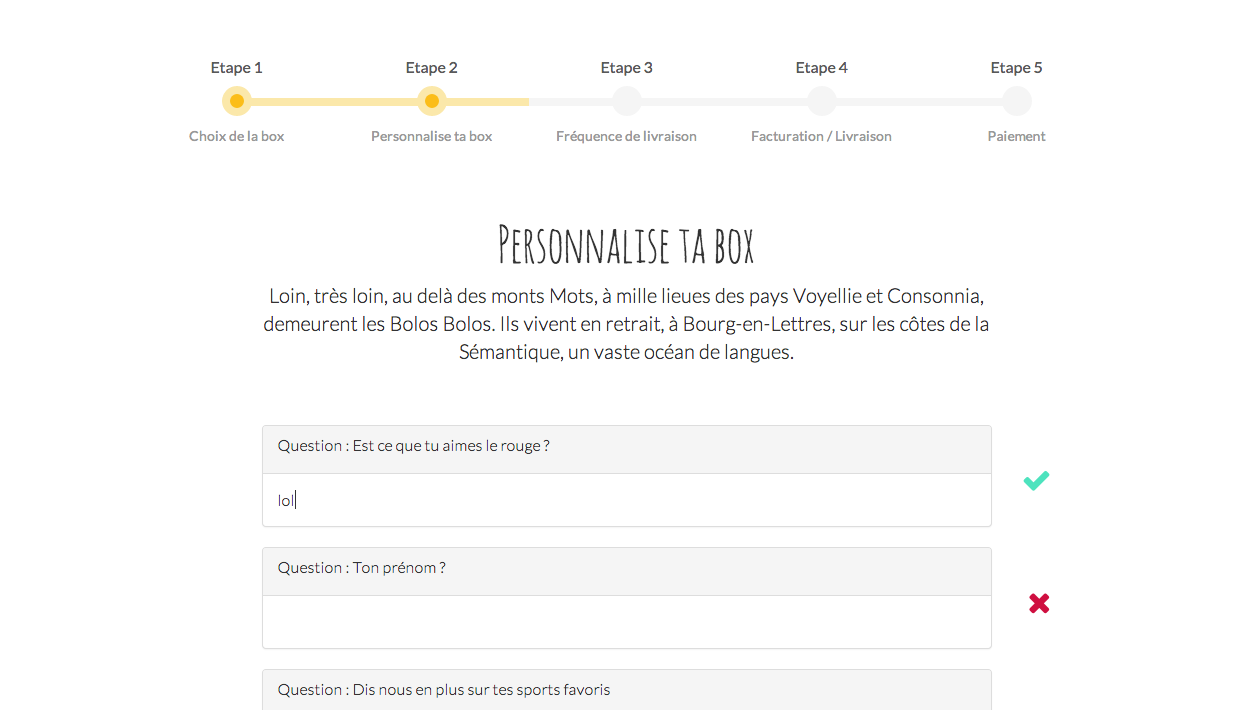 Etape 1 Etape 2 Etape 3 Etape 4 Etape 5
Choix de la box Personnalise ta box Fréquence de livraison Facturation / Livraison Paiement
Personnalise ta box
Loin, très loin, au delà des monts Mots, à mille lieues des pays Voyellie et Consonnia,
demeurent les Bolos Bolos. Ils vivent en retrait, à Bourg-en-Lettres, sur les côtes de la
Sémantique, un vaste océan de langues.
Question : Est ce que tu aimes le rouge ?
lol
Question : Ton prénom ?
Question : Dis nous en plus sur tes sports favoris